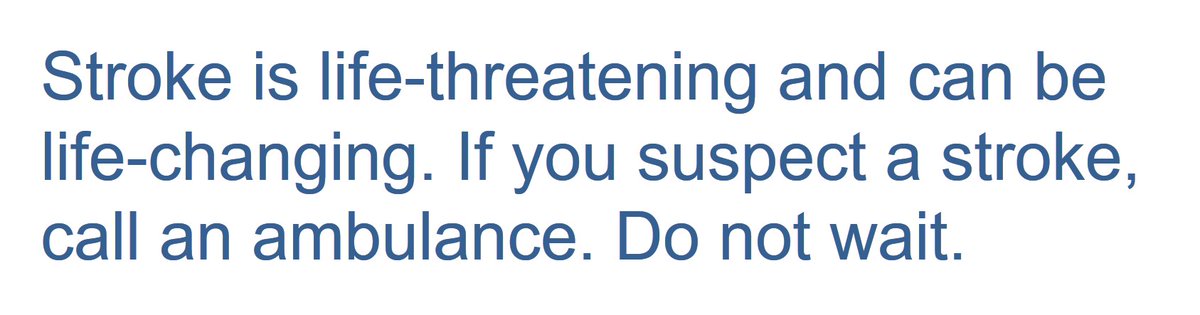 Stroke is life-threatening and can be
life-changing. If you suspect a stroke,
call an ambulance. Do not wait.